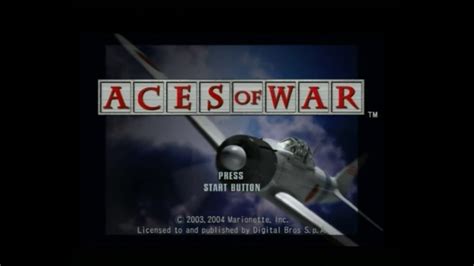 ACES OF WAR
TM
PRESS
START BUTTON
© 2003, 2004 Marionette, Inc.
Licensed to and published by Digital Bros S.p.A.